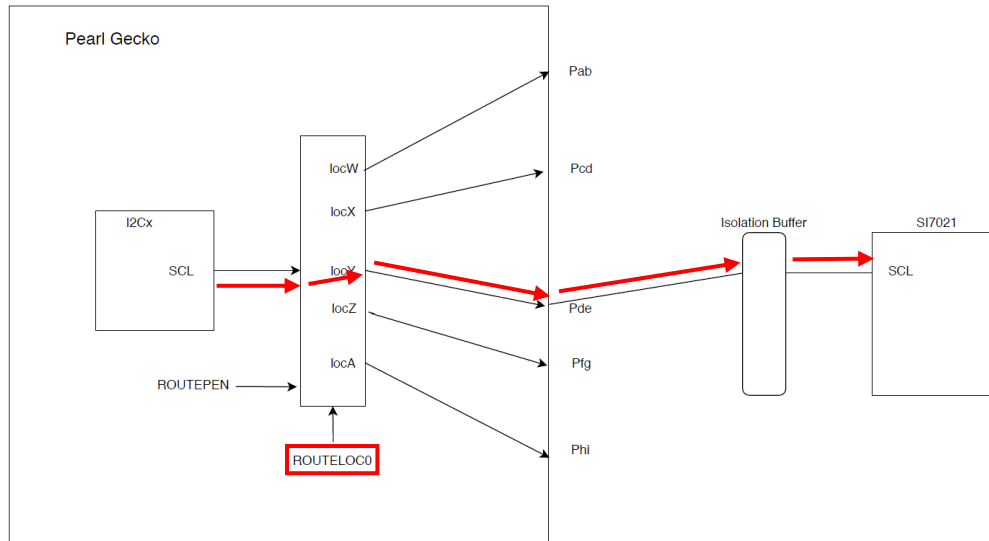 Pearl Gecko
Pab
locW
Pcd
locX
I2Cx
Isolation Buffer
SI7021
SCL
locY
SCL
locZ
Pde
locA
Pfg
ROUTEPEN
Phi
ROUTELOC0